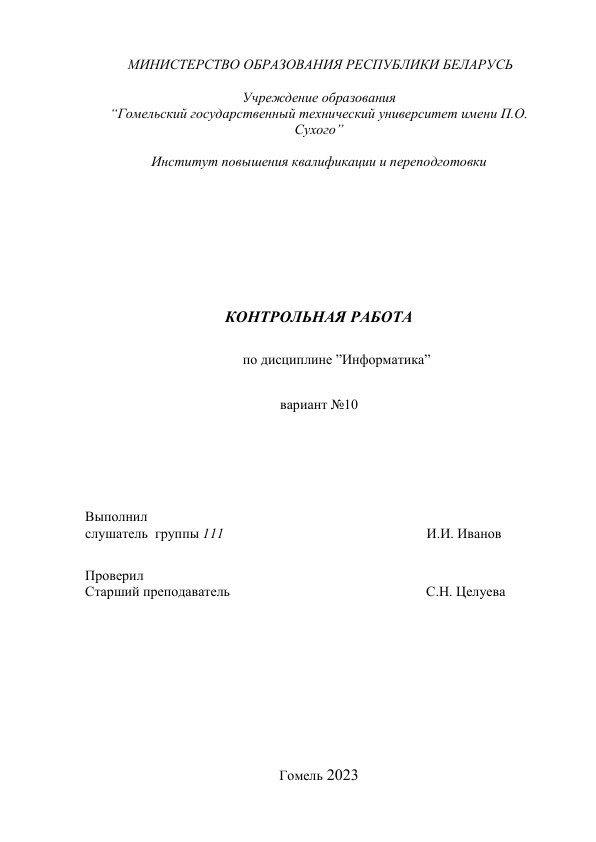 МИНИСТЕРСТВО ОБРАЗОВАНИЯ РЕСПУБЛИКИ БЕЛАРУСЬ
Учреждение образования
“Гомельский государственный технический университет имени П.О.
Сухого”
Институт повышения квалификации и переподготовки
КОНТРОЛЬНАЯ РАБОТА
по дисциплине ”Информатика”
вариант №10
Выполнил
слушатель группы 111 И.И. Иванов
Проверил
Старший преподаватель С.Н. Целуева
Гомель 2023